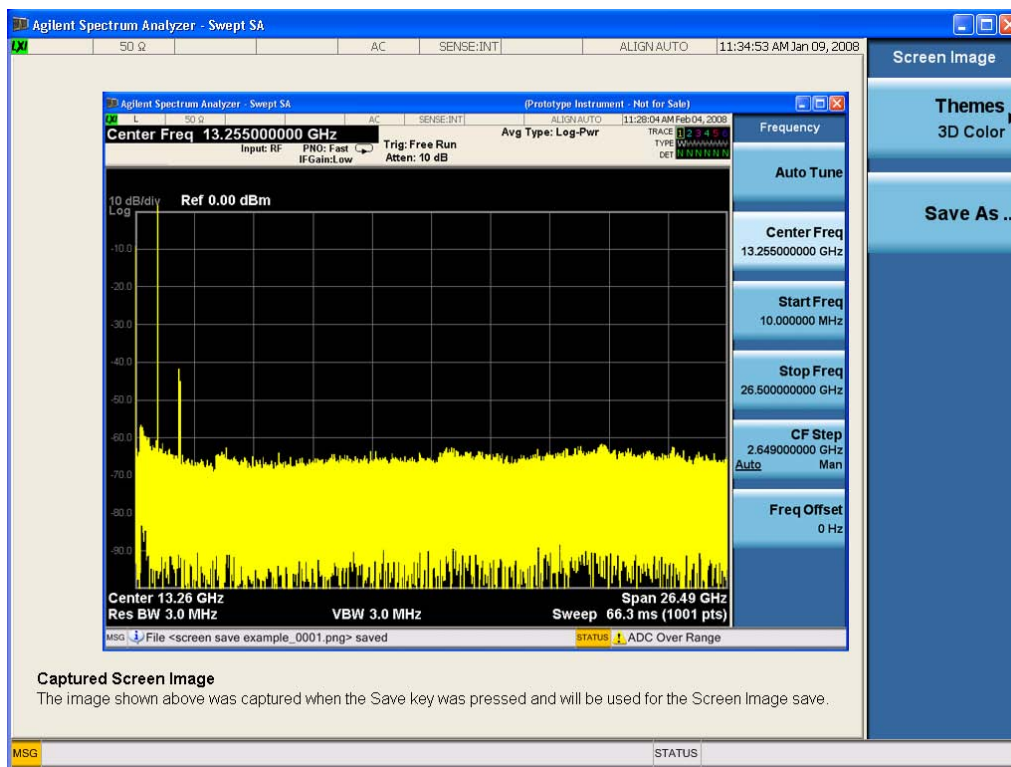 Agilent Spectrum Analyzer - Swept SA
LXI 50 Ω AC SENSE:INT ALIGN AUTO 11:34:53 AM Jan 09, 2008
Screen Image
Themes
3D Color
Save As ..
Agilent Spectrum Analyzer - Swept SA (Prototype Instrument - Not for Sale)
LXI L 50 Ω AC SENSE:INT ALIGN AUTO 11:28:04 AM Feb 04, 2008
Center Freq 13.255000000 GHz
Input: RF PNO: Fast
IFGain:Low
Trig: Free Run
Atten: 10 dB
Avg Type: Log-Pwr
TRACE 1 2 3 4 5 6
TYPE
DET N N N N N N
Frequency
Auto Tune
Center Freq
13.255000000 GHz
Start Freq
10.000000 MHz
Stop Freq
26.500000000 GHz
CF Step
2.649000000 GHz
Auto Man
Freq Offset
0 Hz
10 dB/div Ref 0.00 dBm
Log
-10.0
-20.0
-30.0
-40.0
-50.0
-60.0
-70.0
-80.0
-90.0
Center 13.26 GHz Span 26.49 GHz
Res BW 3.0 MHz VBW 3.0 MHz Sweep 66.3 ms (1001 pts)
MSG File <screen save example_0001.png> saved STATUS ADC Over Range
Captured Screen Image
The image shown above was captured when the Save key was pressed and will be used for the Screen Image save.
MSG STATUS